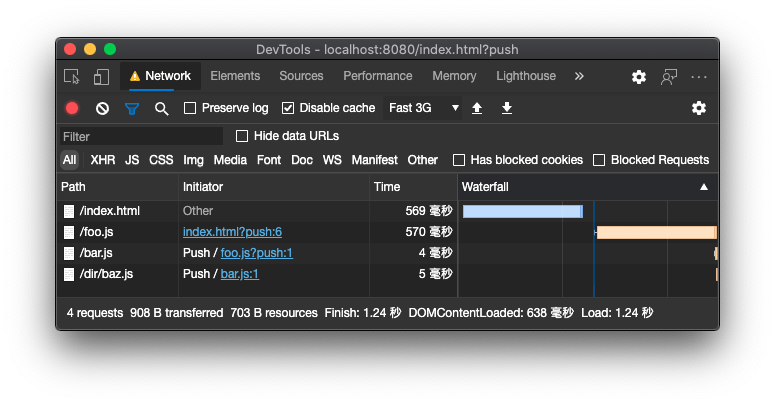 DevTools - localhost:8080/index.html?push
Network Elements Sources Performance Memory Lighthouse »
Preserve log Disable cache Fast 3G
Filter Hide data URLs
All XHR JS CSS Img Media Font Doc WS Manifest Other Has blocked cookies Blocked Requests
Path Initiator Time Waterfall
/index.html Other 569 毫秒
/foo.js index.html?push:6 570 毫秒
/bar.js Push / foo.js?push:1 4 毫秒
/dir/baz.js Push / bar.js:1 5 毫秒
4 requests 908 B transferred 703 B resources Finish: 1.24 秒 DOMContentLoaded: 638 毫秒 Load: 1.24 秒